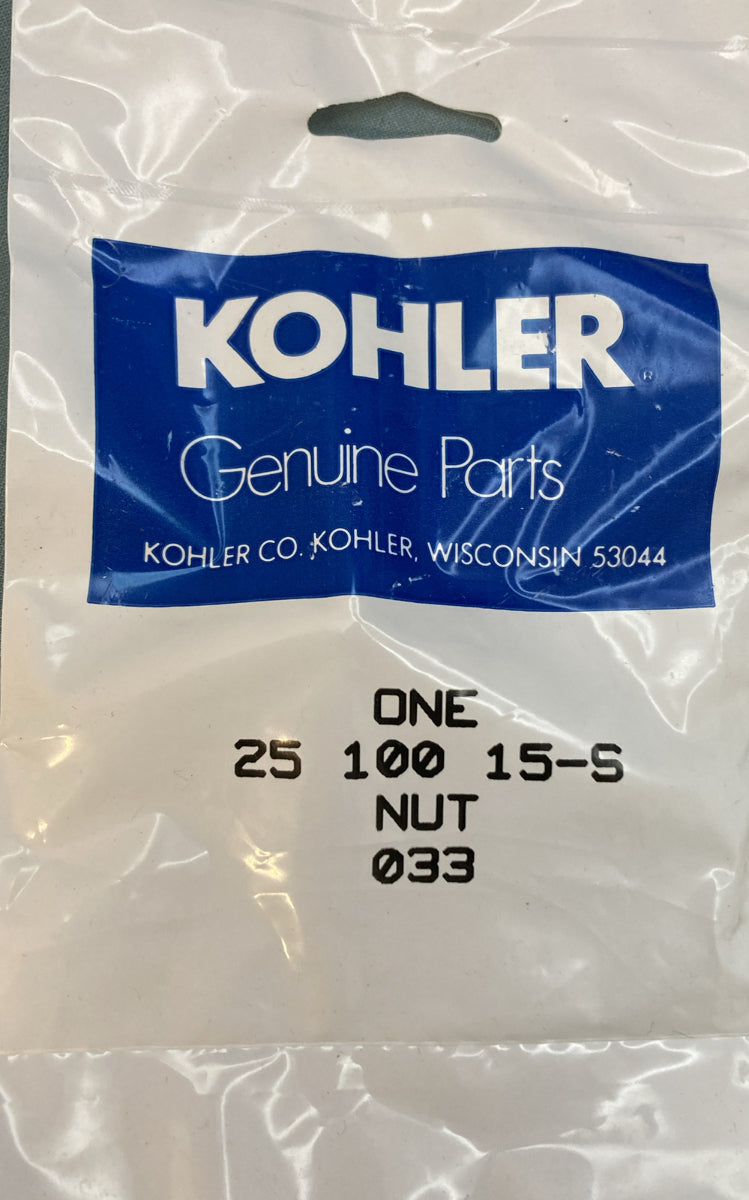 KOHLER®
Genuine Parts
KOHLER CO. KOHLER, WISCONSIN 53044
ONE
25 100 15-S
NUT
033